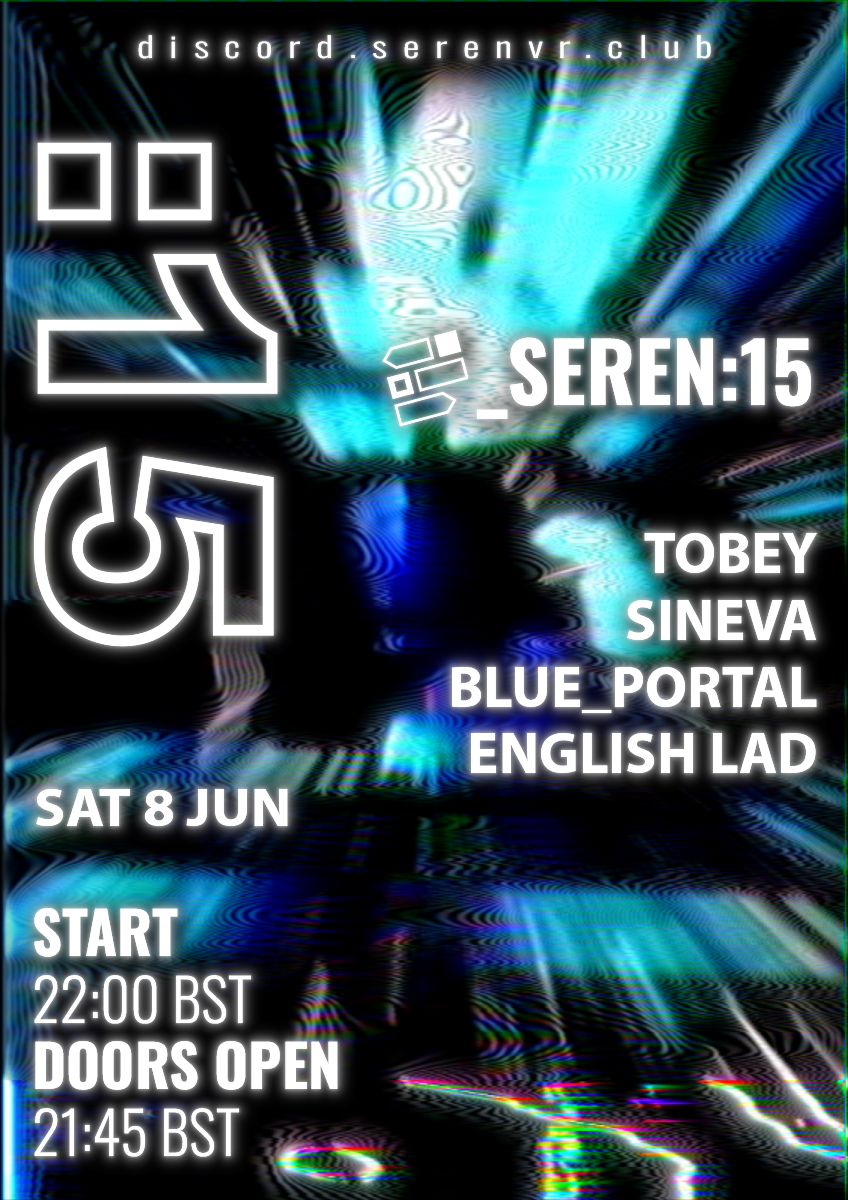 discord.serenvr.club
:15
_SEREN:15
TOBEY
SINEVA
BLUE_PORTAL
ENGLISH LAD
SAT 8 JUN
START
22:00 BST
DOORS OPEN
21:45 BST